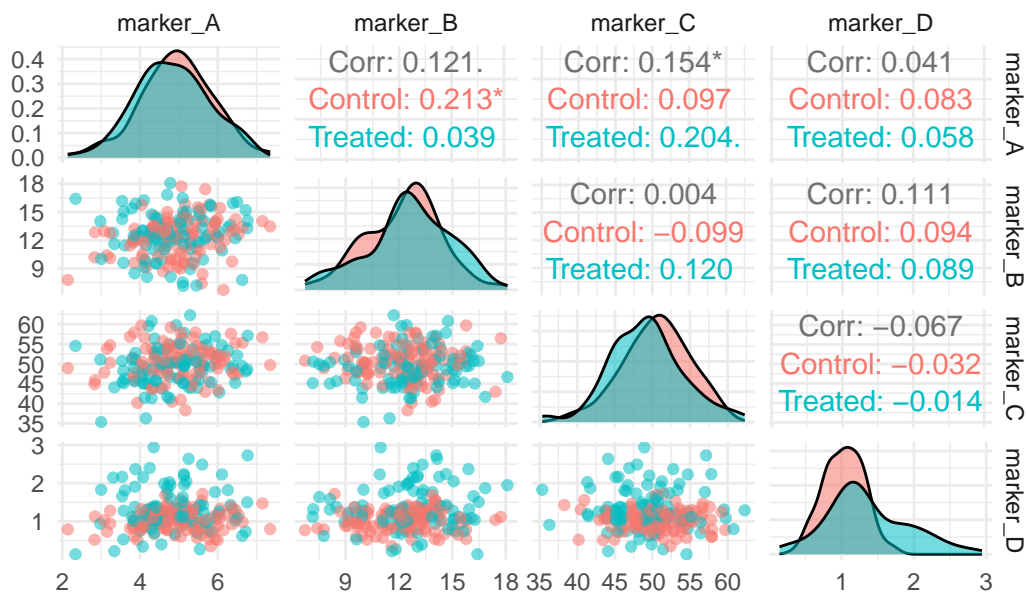 marker_A marker_B marker_C marker_D
0.4
0.3
0.2
0.1
0.0
Corr: 0.121.
Control: 0.213*
Treated: 0.039
Corr: 0.154*
Control: 0.097
Treated: 0.204.
Corr: 0.041
Control: 0.083
Treated: 0.058
marker_A
18
15
12
9
Corr: 0.004
Control: −0.099
Treated: 0.120
Corr: 0.111
Control: 0.094
Treated: 0.089
marker_B
60
55
50
45
40
35
Corr: −0.067
Control: −0.032
Treated: −0.014
marker_C
3
2
1
marker_D
2 4 6 9 12 15 18 35 40 45 50 55 60 1 2 3